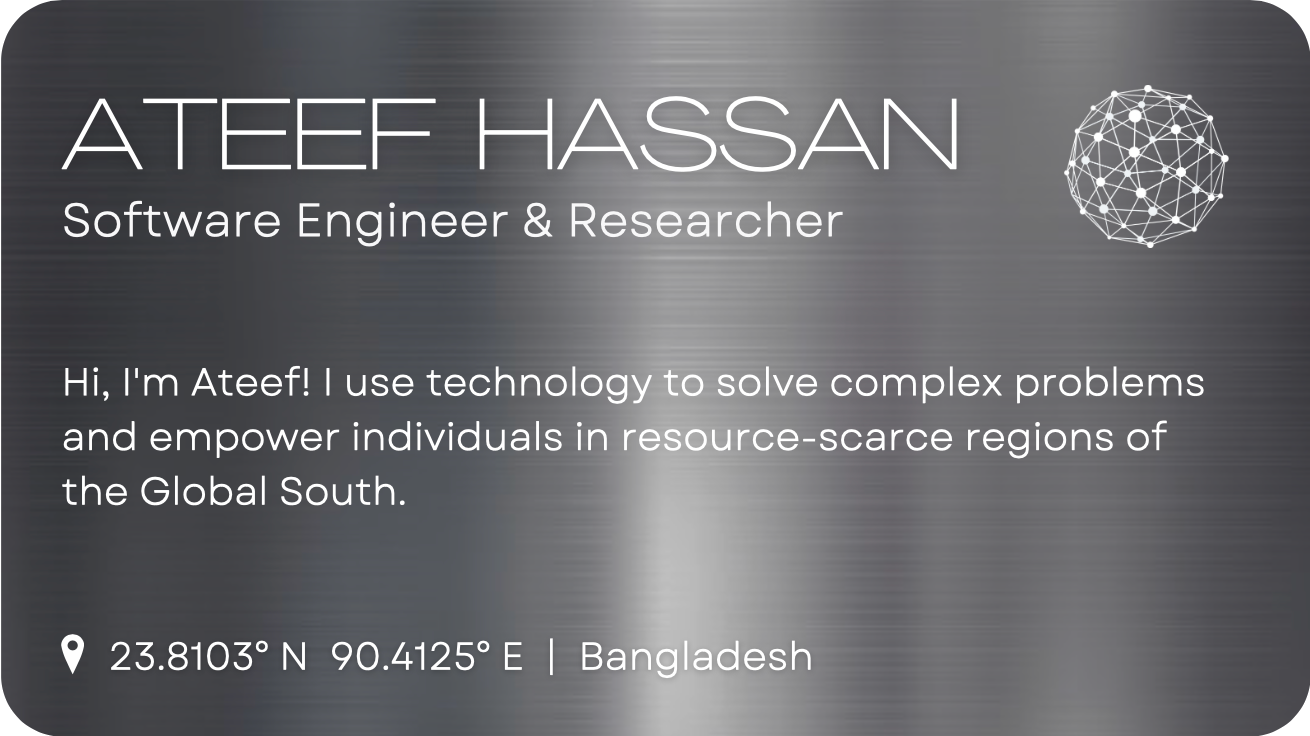 ATEEF HASSAN
Software Engineer & Researcher
Hi, I'm Ateef! I use technology to solve complex problems
and empower individuals in resource-scarce regions of
the Global South.
23.8103° N 90.4125° E | Bangladesh